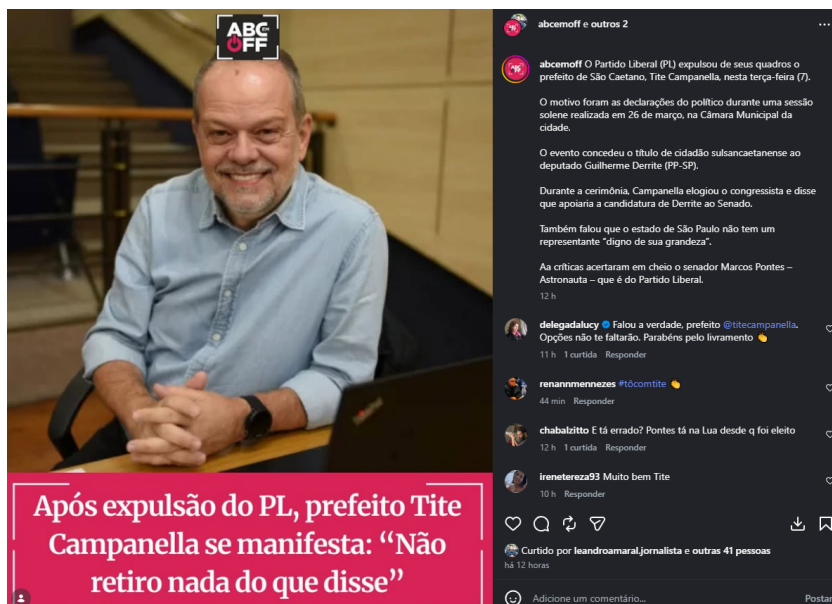 ABC
EM
OFF
Após expulsão do PL, prefeito Tite
Campanella se manifesta: “Não
retiro nada do que disse”
abcemoff e outros 2
abcemoff O Partido Liberal (PL) expulsou de seus quadros o
prefeito de São Caetano, Tite Campanella, nesta terça-feira (7).
O motivo foram as declarações do político durante uma sessão
solene realizada em 26 de março, na Câmara Municipal da
cidade.
O evento concedeu o título de cidadão sulsancaetanense ao
deputado Guilherme Derrite (PP-SP).
Durante a cerimônia, Campanella elogiou o congressista e disse
que apoiaria a candidatura de Derrite ao Senado.
Também falou que o estado de São Paulo não tem um
representante “digno de sua grandeza”.
Aa críticas acertaram em cheio o senador Marcos Pontes –
Astronauta – que é do Partido Liberal.
12 h
delegadalucy Falou a verdade, prefeito @titecampanella.
Opções não te faltarão. Parabéns pelo livramento 👏
11 h 1 curtida Responder
renannmennezes #tôcomtite 👏
44 min Responder
chabalzitto E tá errado? Pontes tá na Lua desde q foi eleito
12 h 1 curtida Responder
irenetereza93 Muito bem Tite
10 h Responder
Curtido por leandroamaral.jornalista e outras 41 pessoas
há 12 horas
Adicione um comentário...
Postar